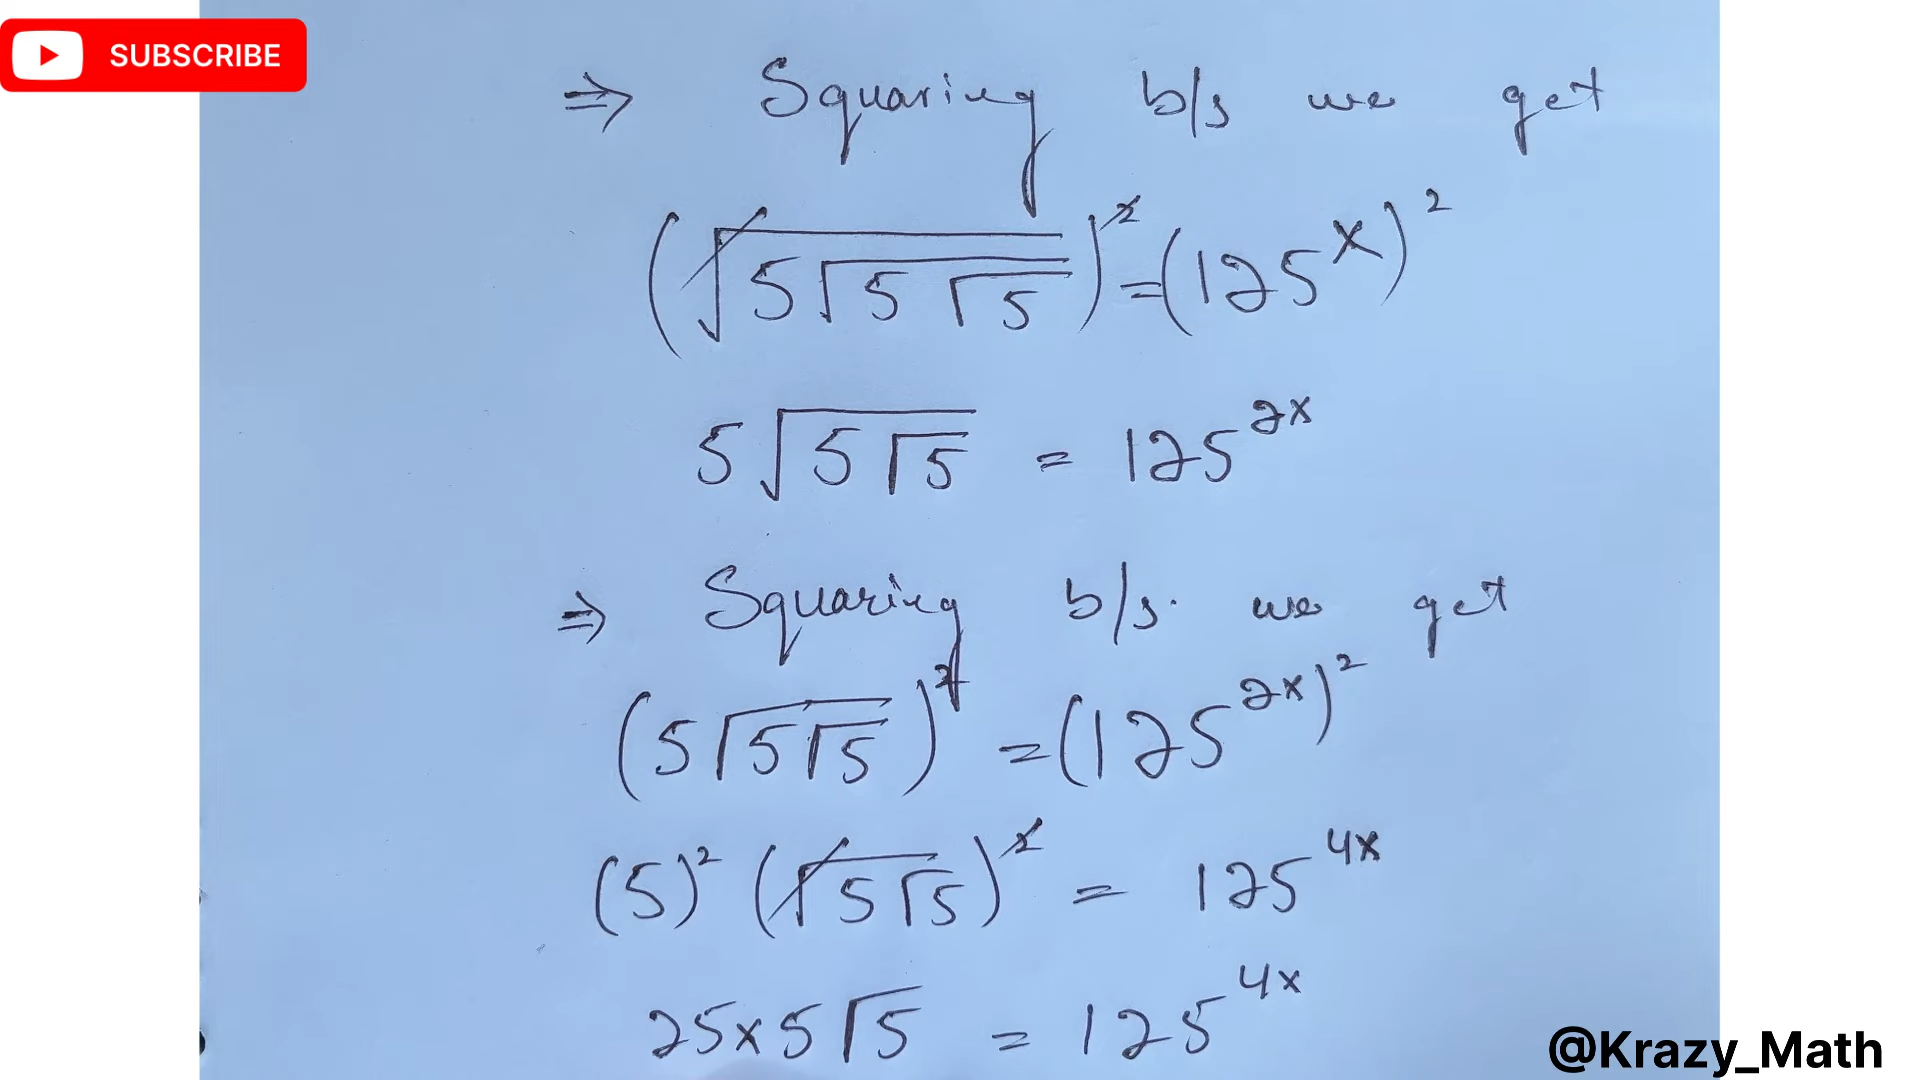 SUBSCRIBE
⇒ Squaring b/s we get
(√(5√(5√5)))² = (125^x)²
5√(5√5) = 125^2x
⇒ Squaring b/s. we get
(5√(5√5))² = (125^2x)²
(5)² (√(5√5))² = 125^4x
25×5√5 = 125^4x
@Krazy_Math